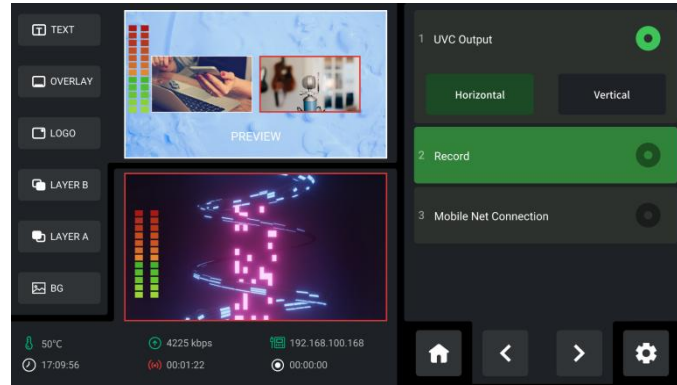 TEXT
OVERLAY
LOGO
LAYER B
LAYER A
BG
PREVIEW
50°C
4225 kbps
192.168.100.168
17:09:56
00:01:22
00:00:00
1 UVC Output
Horizontal Vertical
2 Record
3 Mobile Net Connection